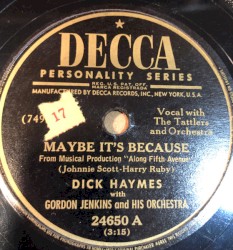 DECCA
PERSONALITY SERIES
REG. U.S. PAT. OFF.
MARCA REGISTRADA
MANUFACTURED BY DECCA RECORDS, INC., NEW YORK, U.S.A.
(749
17
Vocal with
The Tattlers
and Orchestra
MAYBE IT'S BECAUSE
From Musical Production "Along Fifth Avenue"
(Johnnie Scott-Harry Ruby)
DICK HAYMES
with
GORDON JENKINS and HIS ORCHESTRA
24650 A
(3:15)